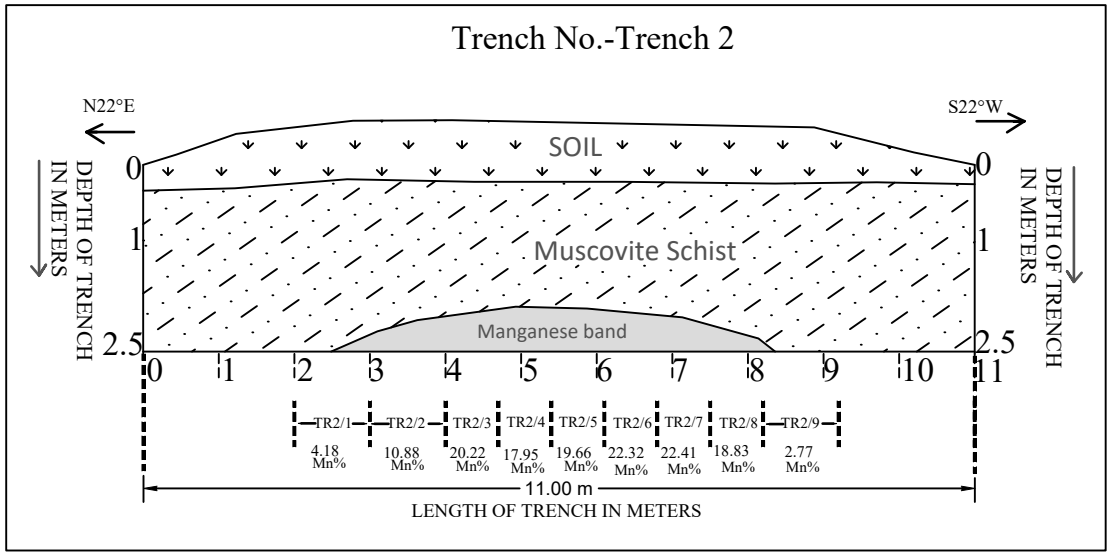 Trench No.-Trench 2
N22°E
S22°W
0
0
SOIL
DEPTH OF TRENCH
IN METERS
DEPTH OF TRENCH
IN METERS
1
1
Muscovite Schist
Manganese band
2.5
2.5
0 1 2 3 4 5 6 7 8 9 10 11
TR2/1 TR2/2 TR2/3 TR2/4 TR2/5 TR2/6 TR2/7 TR2/8 TR2/9
4.18 10.88 20.22 17.95 19.66 22.32 22.41 18.83 2.77
Mn% Mn% Mn% Mn% Mn% Mn% Mn% Mn% Mn%
11.00 m
LENGTH OF TRENCH IN METERS